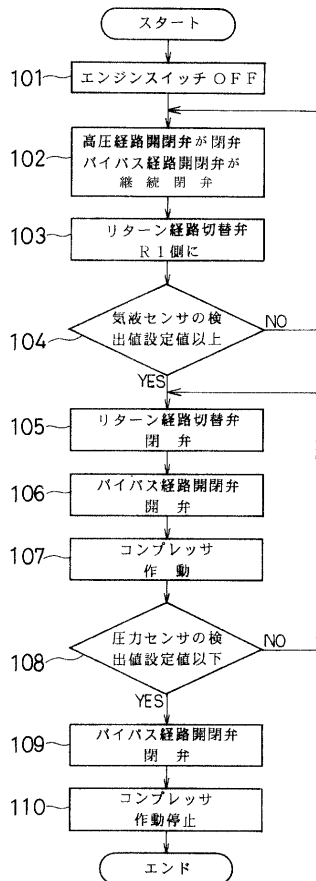 スタート
101
エンジンスイッチOFF
102
高圧経路開閉弁が閉弁
バイパス経路開閉弁が
継続閉弁
103
リターン経路切替弁
R1側に
104
気液センサの検
出値設定値以上
NO
YES
105
リターン経路切替弁
閉 弁
106
バイパス経路開閉弁
開 弁
107
コンプレッサ
作 動
108
圧力センサの検
出値設定値以下
NO
YES
109
バイパス経路開閉弁
閉 弁
110
コンプレッサ
作動停止
エンド